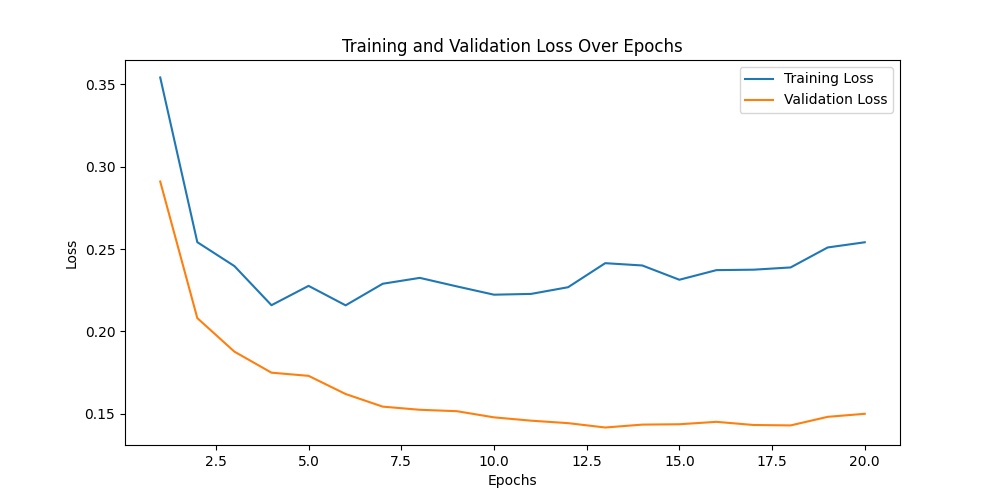 Training and Validation Loss Over Epochs
Training Loss
Validation Loss
0.35
0.30
0.25
0.20
0.15
Loss
2.5 5.0 7.5 10.0 12.5 15.0 17.5 20.0
Epochs